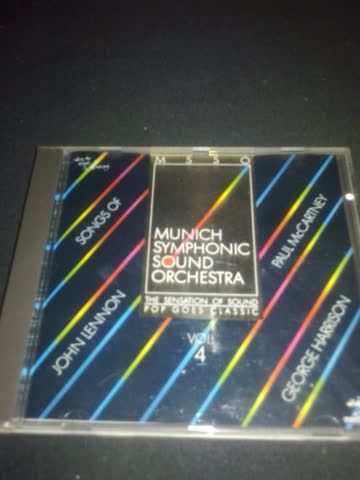 MSSO
MUNICH
SYMPHONIC
SOUND
ORCHESTRA
THE SENSATION OF SOUND
POP GOES CLASSIC
VOL.
4
SONGS OF
JOHN LENNON
PAUL McCARTNEY
GEORGE HARRISON